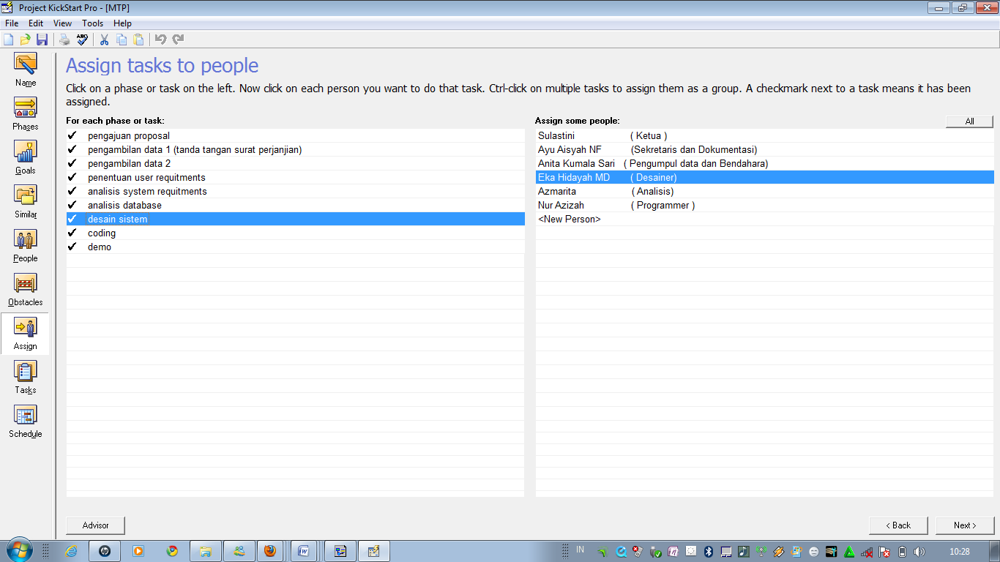 Project KickStart Pro - [MTP]
File Edit View Tools Help
ABC
Name
Phases
Goals
Similar
People
Obstacles
Assign
Tasks
Schedule
Assign tasks to people
Click on a phase or task on the left. Now click on each person you want to do that task. Ctrl-click on multiple tasks to assign them as a group. A checkmark next to a task means it has been
assigned.
For each phase or task:
pengajuan proposal
pengambilan data 1 (tanda tangan surat perjanjian)
pengambilan data 2
penentuan user requitments
analisis system requitments
analisis database
desain sistem
coding
demo
Assign some people:
All
Sulastini ( Ketua )
Ayu Aisyah NF (Sekretaris dan Dokumentasi)
Anita Kumala Sari ( Pengumpul data dan Bendahara)
Eka Hidayah MD ( Desainer)
Azmarita ( Analisis)
Nur Azizah ( Programmer )
<New Person>
Advisor
< Back
Next >
IN
10:28